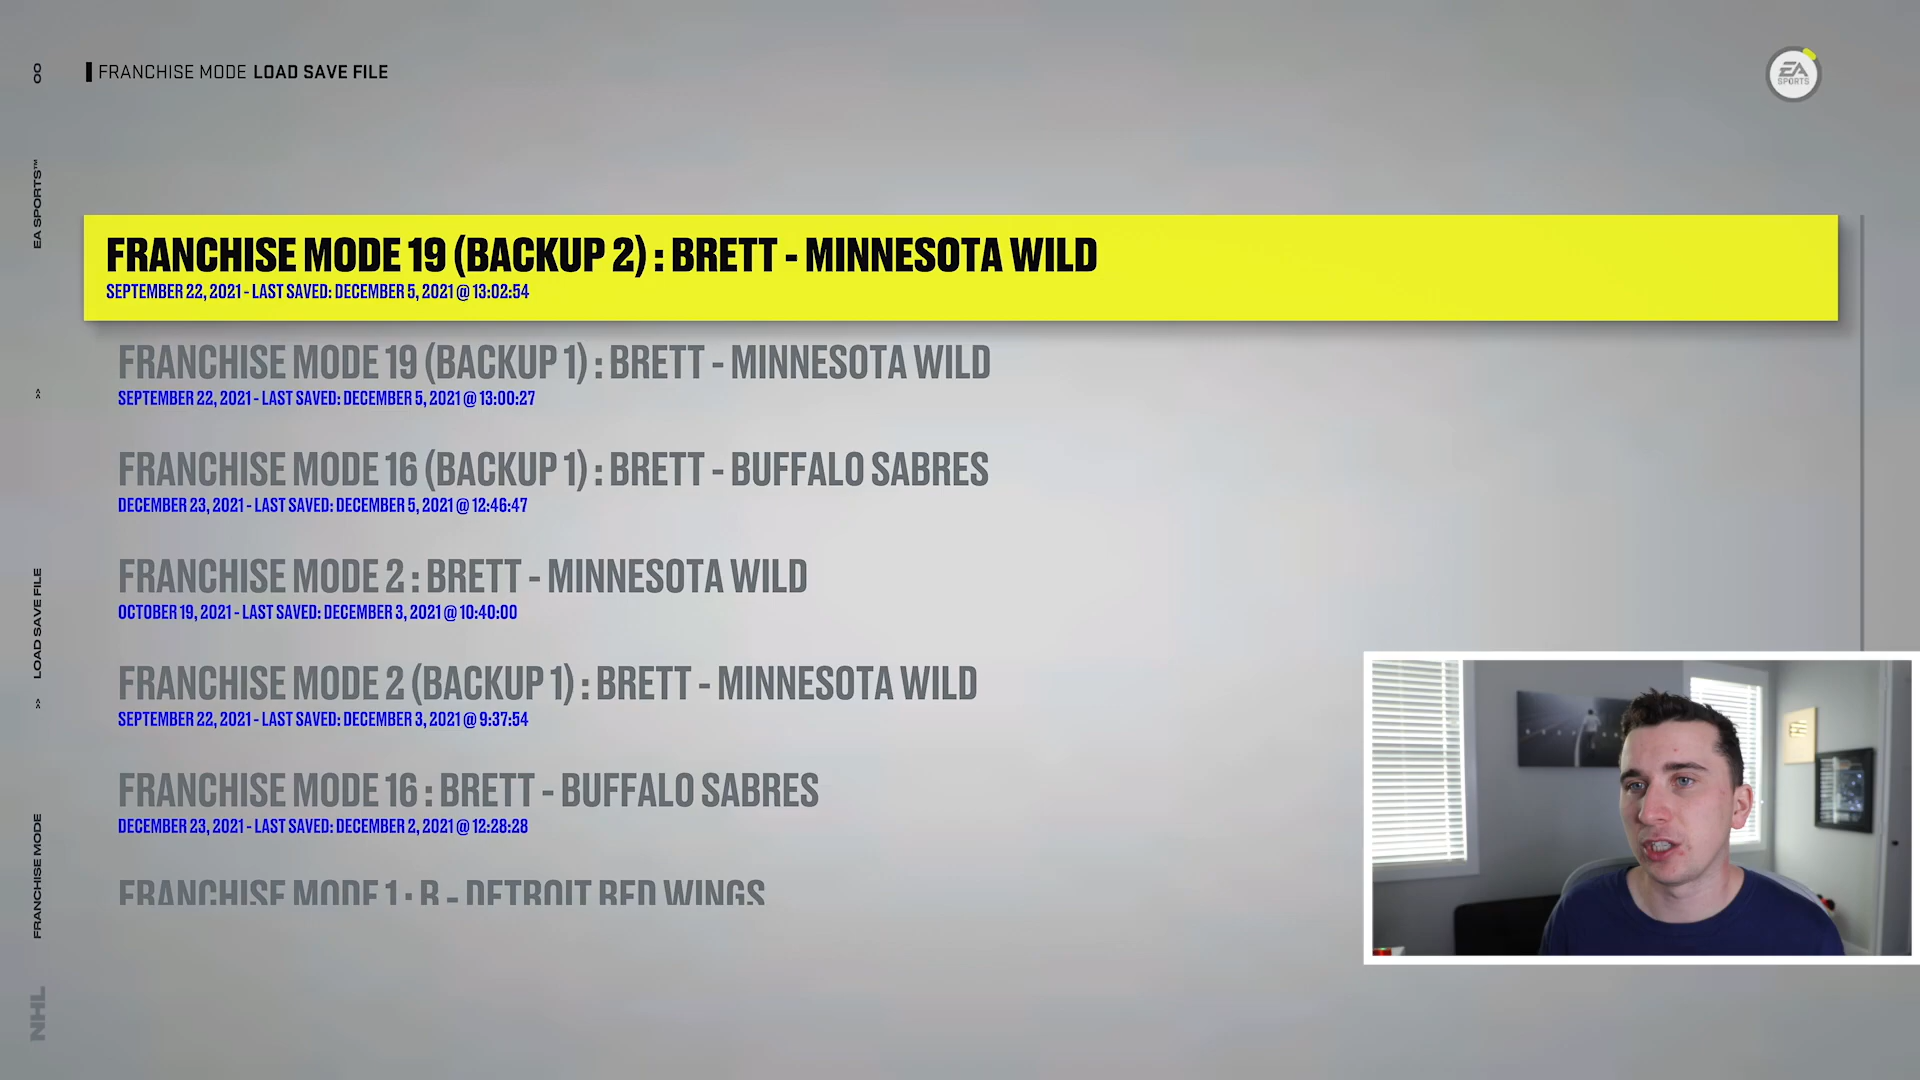 FRANCHISE MODE LOAD SAVE FILE
EA SPORTS
FRANCHISE MODE 19 (BACKUP 2) : BRETT - MINNESOTA WILD
SEPTEMBER 22, 2021 - LAST SAVED: DECEMBER 5, 2021 @ 13:02:54
FRANCHISE MODE 19 (BACKUP 1) : BRETT - MINNESOTA WILD
SEPTEMBER 22, 2021 - LAST SAVED: DECEMBER 5, 2021 @ 13:00:27
FRANCHISE MODE 16 (BACKUP 1) : BRETT - BUFFALO SABRES
DECEMBER 23, 2021 - LAST SAVED: DECEMBER 5, 2021 @ 12:46:47
FRANCHISE MODE 2 : BRETT - MINNESOTA WILD
OCTOBER 19, 2021 - LAST SAVED: DECEMBER 3, 2021 @ 10:40:00
FRANCHISE MODE 2 (BACKUP 1) : BRETT - MINNESOTA WILD
SEPTEMBER 22, 2021 - LAST SAVED: DECEMBER 3, 2021 @ 9:37:54
FRANCHISE MODE 16 : BRETT - BUFFALO SABRES
DECEMBER 23, 2021 - LAST SAVED: DECEMBER 2, 2021 @ 12:28:28
FRANCHISE MODE 1 : B - DETROIT RED WINGS
NHL
FRANCHISE MODE
>>
LOAD SAVE FILE
>>
EA SPORTS™
00